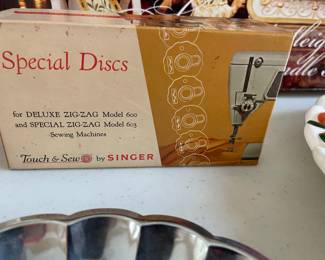 Special Discs
for DELUXE ZIG-ZAG Model 600
and SPECIAL ZIG-ZAG Model 603
Sewing Machines
Touch & Sew by SINGER